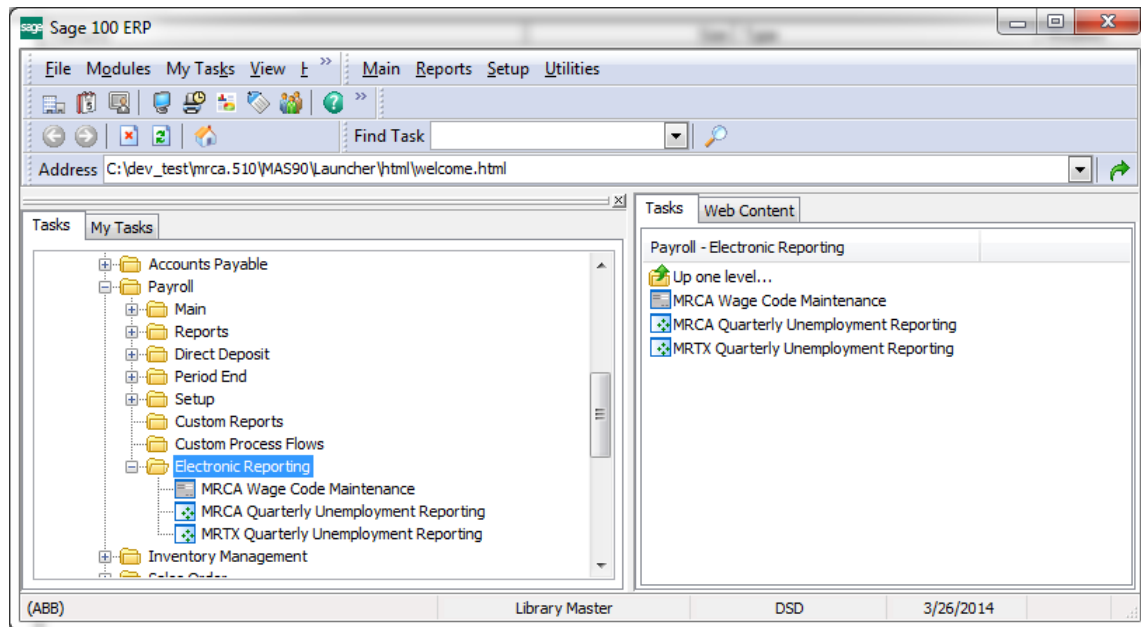 sage Sage 100 ERP
File Modules My Tasks View H » Main Reports Setup Utilities
»
Find Task
Address C:\dev_test\mrca.510\MAS90\Launcher\html\welcome.html
Tasks My Tasks
Accounts Payable
Payroll
Main
Reports
Direct Deposit
Period End
Setup
Custom Reports
Custom Process Flows
Electronic Reporting
MRCA Wage Code Maintenance
MRCA Quarterly Unemployment Reporting
MRTX Quarterly Unemployment Reporting
Inventory Management
Sales Order
Tasks Web Content
Payroll - Electronic Reporting
Up one level...
MRCA Wage Code Maintenance
MRCA Quarterly Unemployment Reporting
MRTX Quarterly Unemployment Reporting
(ABB) Library Master DSD 3/26/2014